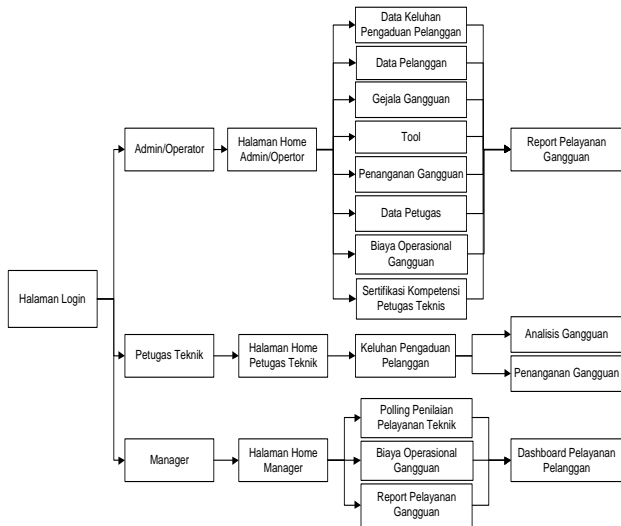 Data Keluhan
Pengaduan Pelanggan
Data Pelanggan
Gejala Gangguan
Admin/Operator
Halaman Home
Admin/Opertor
Tool
Report Pelayanan
Gangguan
Penanganan Gangguan
Data Petugas
Biaya Operasional
Gangguan
Sertifikasi Kompetensi
Petugas Teknis
Halaman Login
Petugas Teknik
Halaman Home
Petugas Teknik
Keluhan Pengaduan
Pelanggan
Analisis Gangguan
Penanganan Gangguan
Manager
Halaman Home
Manager
Polling Penilaian
Pelayanan Teknik
Biaya Operasional
Gangguan
Report Pelayanan
Gangguan
Dashboard Pelayanan
Pelanggan